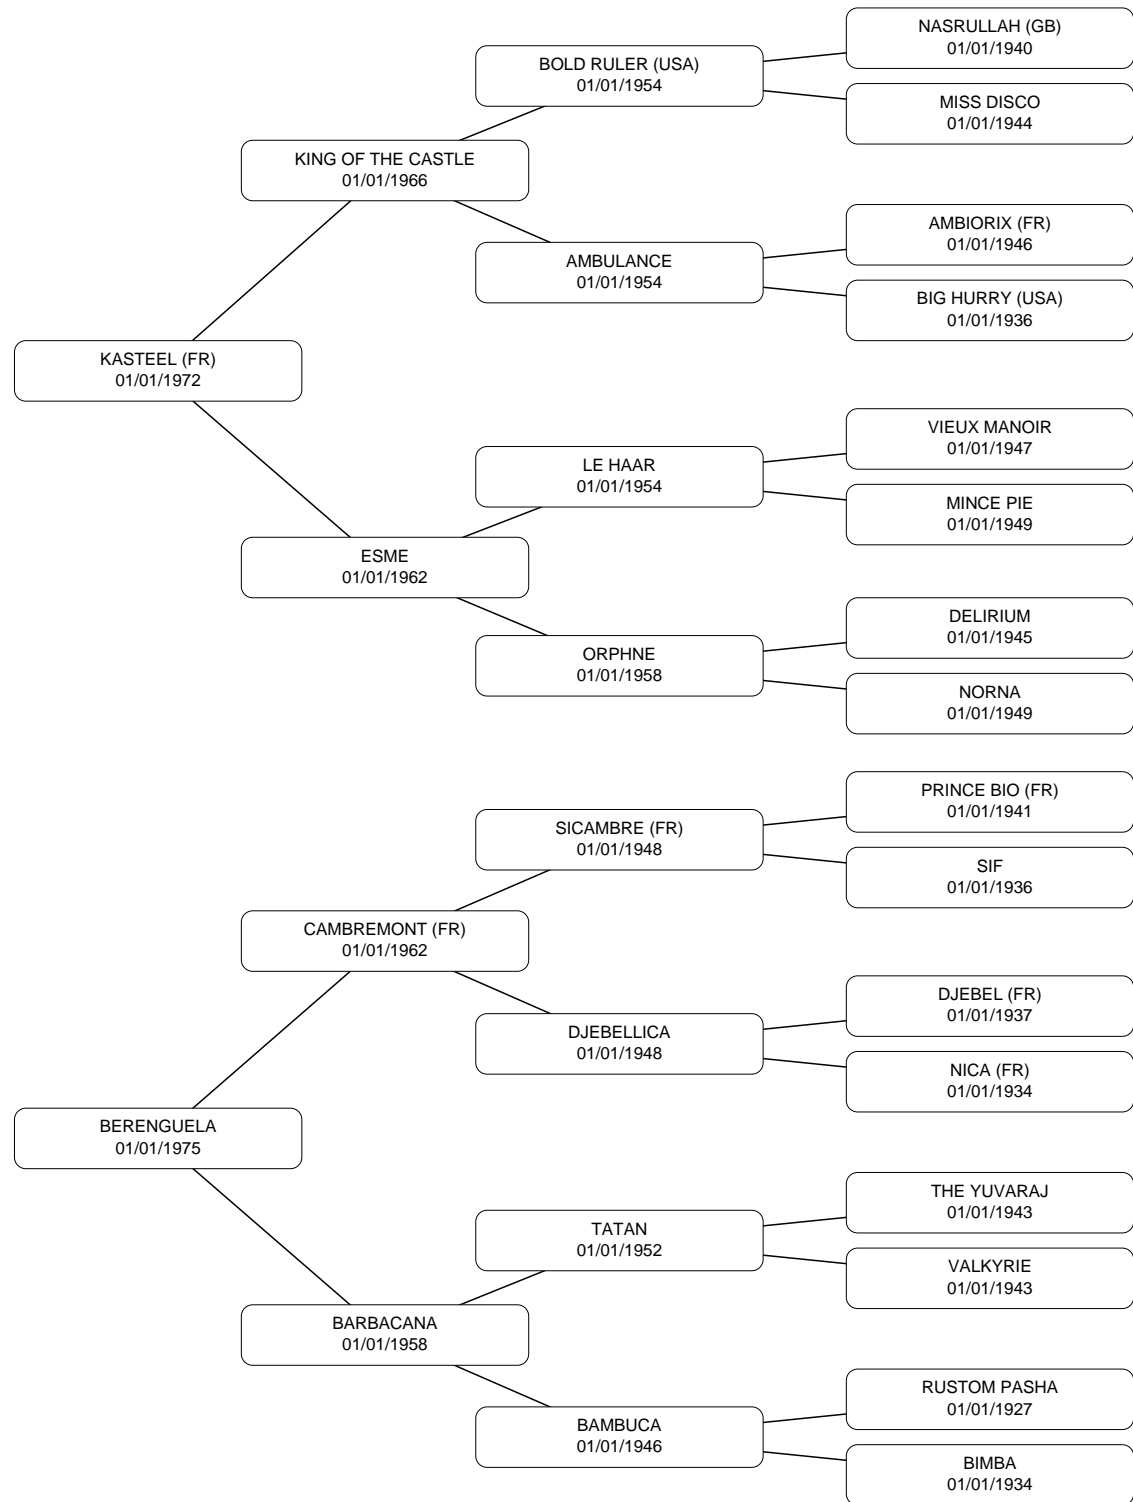 NASRULLAH (GB)
01/01/1940
BOLD RULER (USA)
01/01/1954
MISS DISCO
01/01/1944
KING OF THE CASTLE
01/01/1966
AMBIORIX (FR)
01/01/1946
AMBULANCE
01/01/1954
BIG HURRY (USA)
01/01/1936
KASTEEL (FR)
01/01/1972
VIEUX MANOIR
01/01/1947
LE HAAR
01/01/1954
MINCE PIE
01/01/1949
ESME
01/01/1962
DELIRIUM
01/01/1945
ORPHNE
01/01/1958
NORNA
01/01/1949
PRINCE BIO (FR)
01/01/1941
SICAMBRE (FR)
01/01/1948
SIF
01/01/1936
CAMBREMONT (FR)
01/01/1962
DJEBEL (FR)
01/01/1937
DJEBELLICA
01/01/1948
NICA (FR)
01/01/1934
BERENGUELA
01/01/1975
THE YUVARAJ
01/01/1943
TATAN
01/01/1952
VALKYRIE
01/01/1943
BARBACANA
01/01/1958
RUSTOM PASHA
01/01/1927
BAMBUCA
01/01/1946
BIMBA
01/01/1934